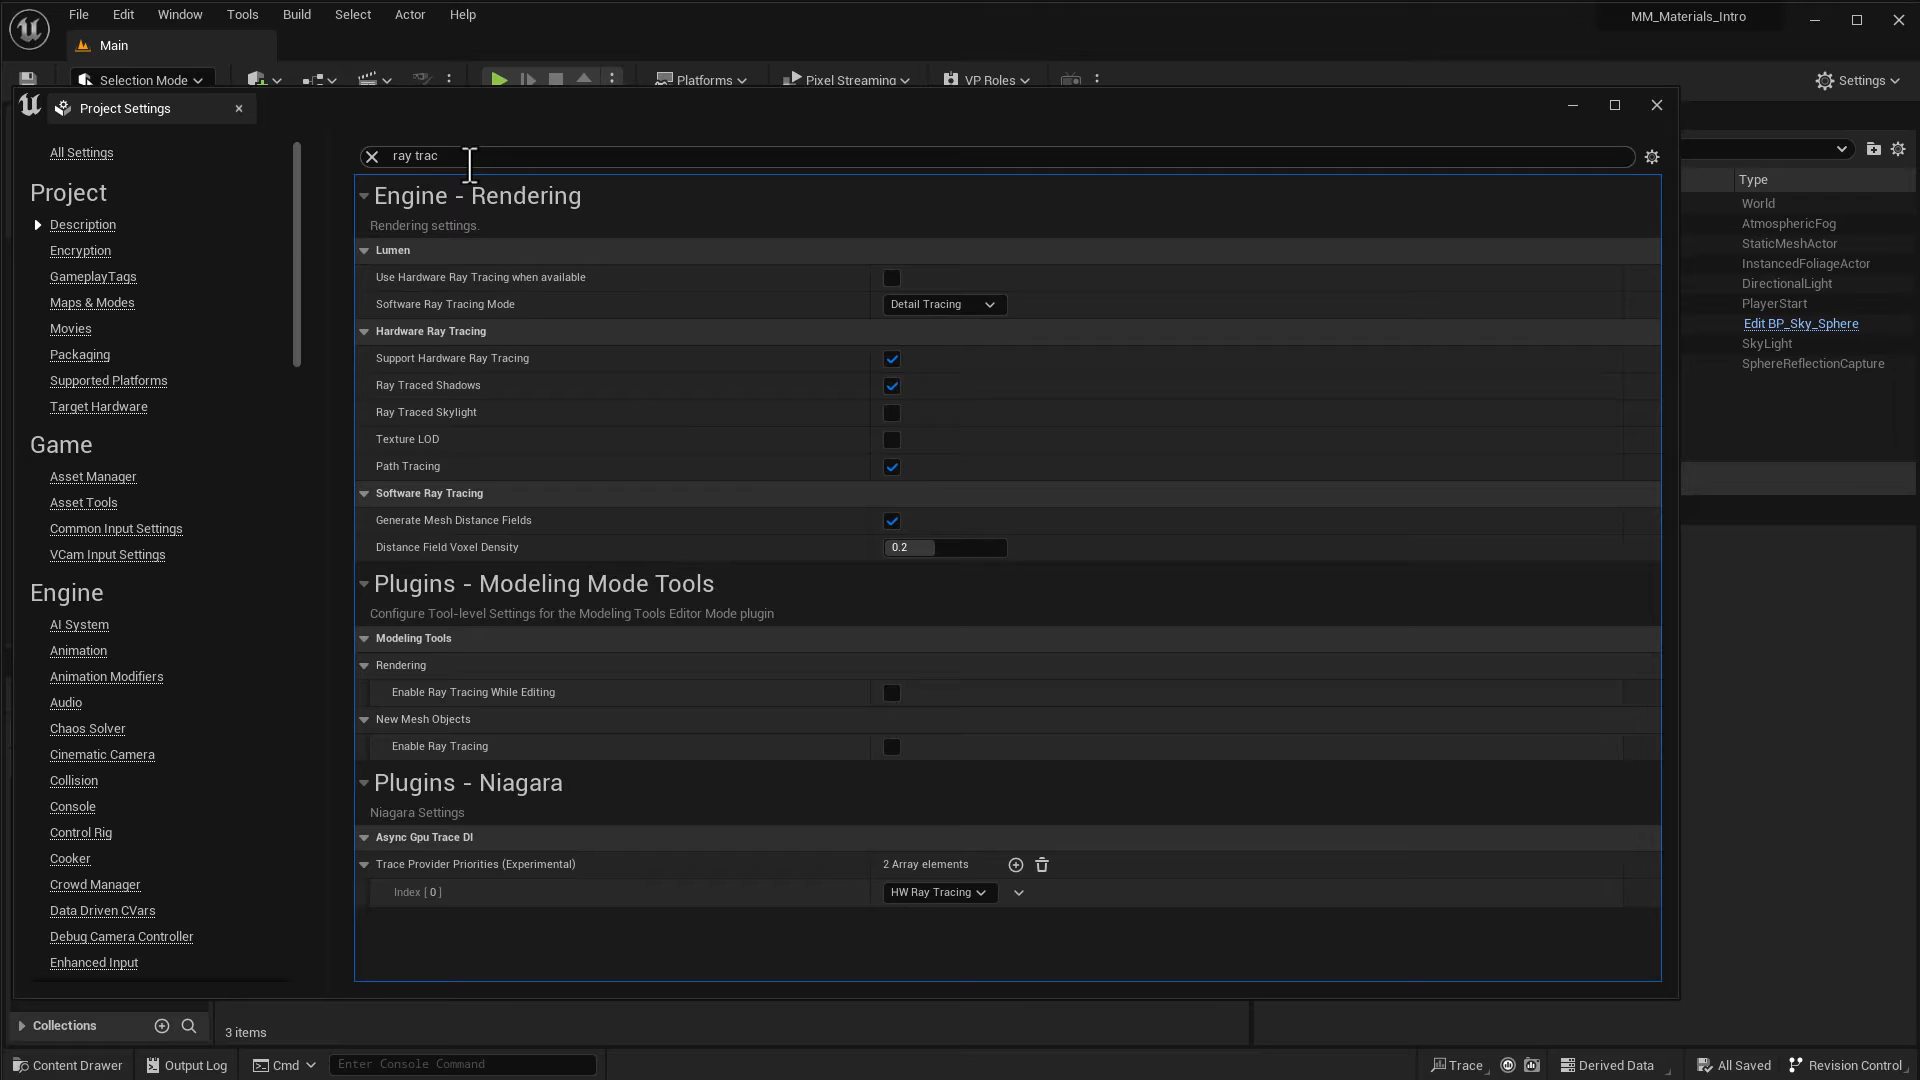 File Edit Window Tools Build Select Actor Help MM_Materials_Intro
Main
Selection Mode Platforms Pixel Streaming VP Roles Settings
Project Settings
ray trac
All Settings
Project
Description
Encryption
GameplayTags
Maps & Modes
Movies
Packaging
Supported Platforms
Target Hardware
Game
Asset Manager
Asset Tools
Common Input Settings
VCam Input Settings
Engine
AI System
Animation
Animation Modifiers
Audio
Chaos Solver
Cinematic Camera
Collision
Console
Control Rig
Cooker
Crowd Manager
Data Driven CVars
Debug Camera Controller
Enhanced Input
Engine - Rendering
Rendering settings.
Lumen
Use Hardware Ray Tracing when available
Software Ray Tracing Mode Detail Tracing
Hardware Ray Tracing
Support Hardware Ray Tracing
Ray Traced Shadows
Ray Traced Skylight
Texture LOD
Path Tracing
Software Ray Tracing
Generate Mesh Distance Fields
Distance Field Voxel Density 0.2
Plugins - Modeling Mode Tools
Configure Tool-level Settings for the Modeling Tools Editor Mode plugin
Modeling Tools
Rendering
Enable Ray Tracing While Editing
New Mesh Objects
Enable Ray Tracing
Plugins - Niagara
Niagara Settings
Async Gpu Trace DI
Trace Provider Priorities (Experimental) 2 Array elements
Index [ 0 ] HW Ray Tracing
Type
World
AtmosphericFog
StaticMeshActor
InstancedFoliageActor
DirectionalLight
PlayerStart
Edit BP_Sky_Sphere
SkyLight
SphereReflectionCapture
Collections 3 items
Content Drawer Output Log Cmd Enter Console Command Trace Derived Data All Saved Revision Control